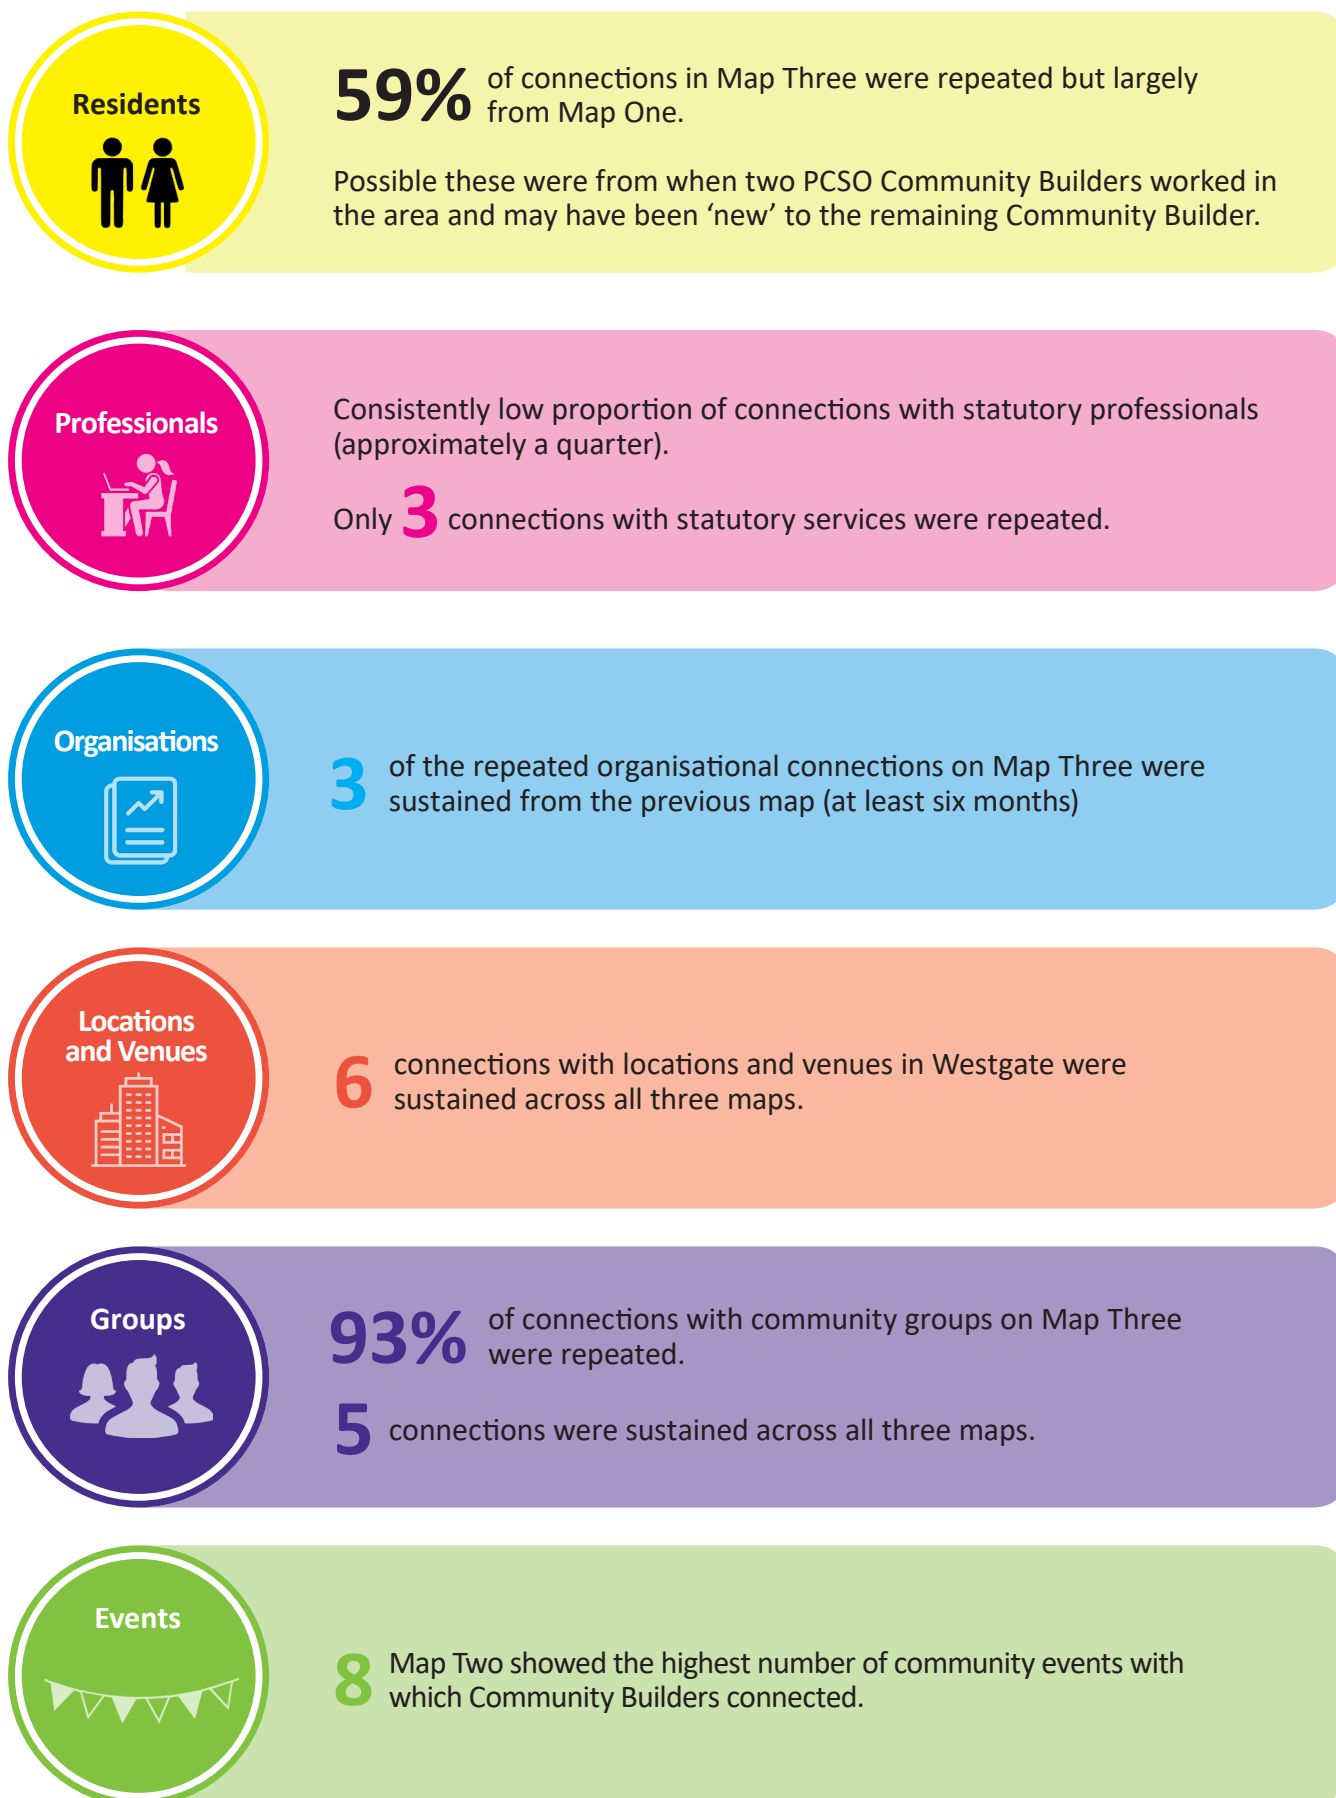 Residents
59% of connections in Map Three were repeated but largely
from Map One.
Possible these were from when two PCSO Community Builders worked in
the area and may have been ‘new’ to the remaining Community Builder.
Professionals
Consistently low proportion of connections with statutory professionals
(approximately a quarter).
Only 3 connections with statutory services were repeated.
Organisations
3 of the repeated organisational connections on Map Three were
sustained from the previous map (at least six months)
Locations
and Venues
6 connections with locations and venues in Westgate were
sustained across all three maps.
Groups
93% of connections with community groups on Map Three
were repeated.
5 connections were sustained across all three maps.
Events
8 Map Two showed the highest number of community events with
which Community Builders connected.